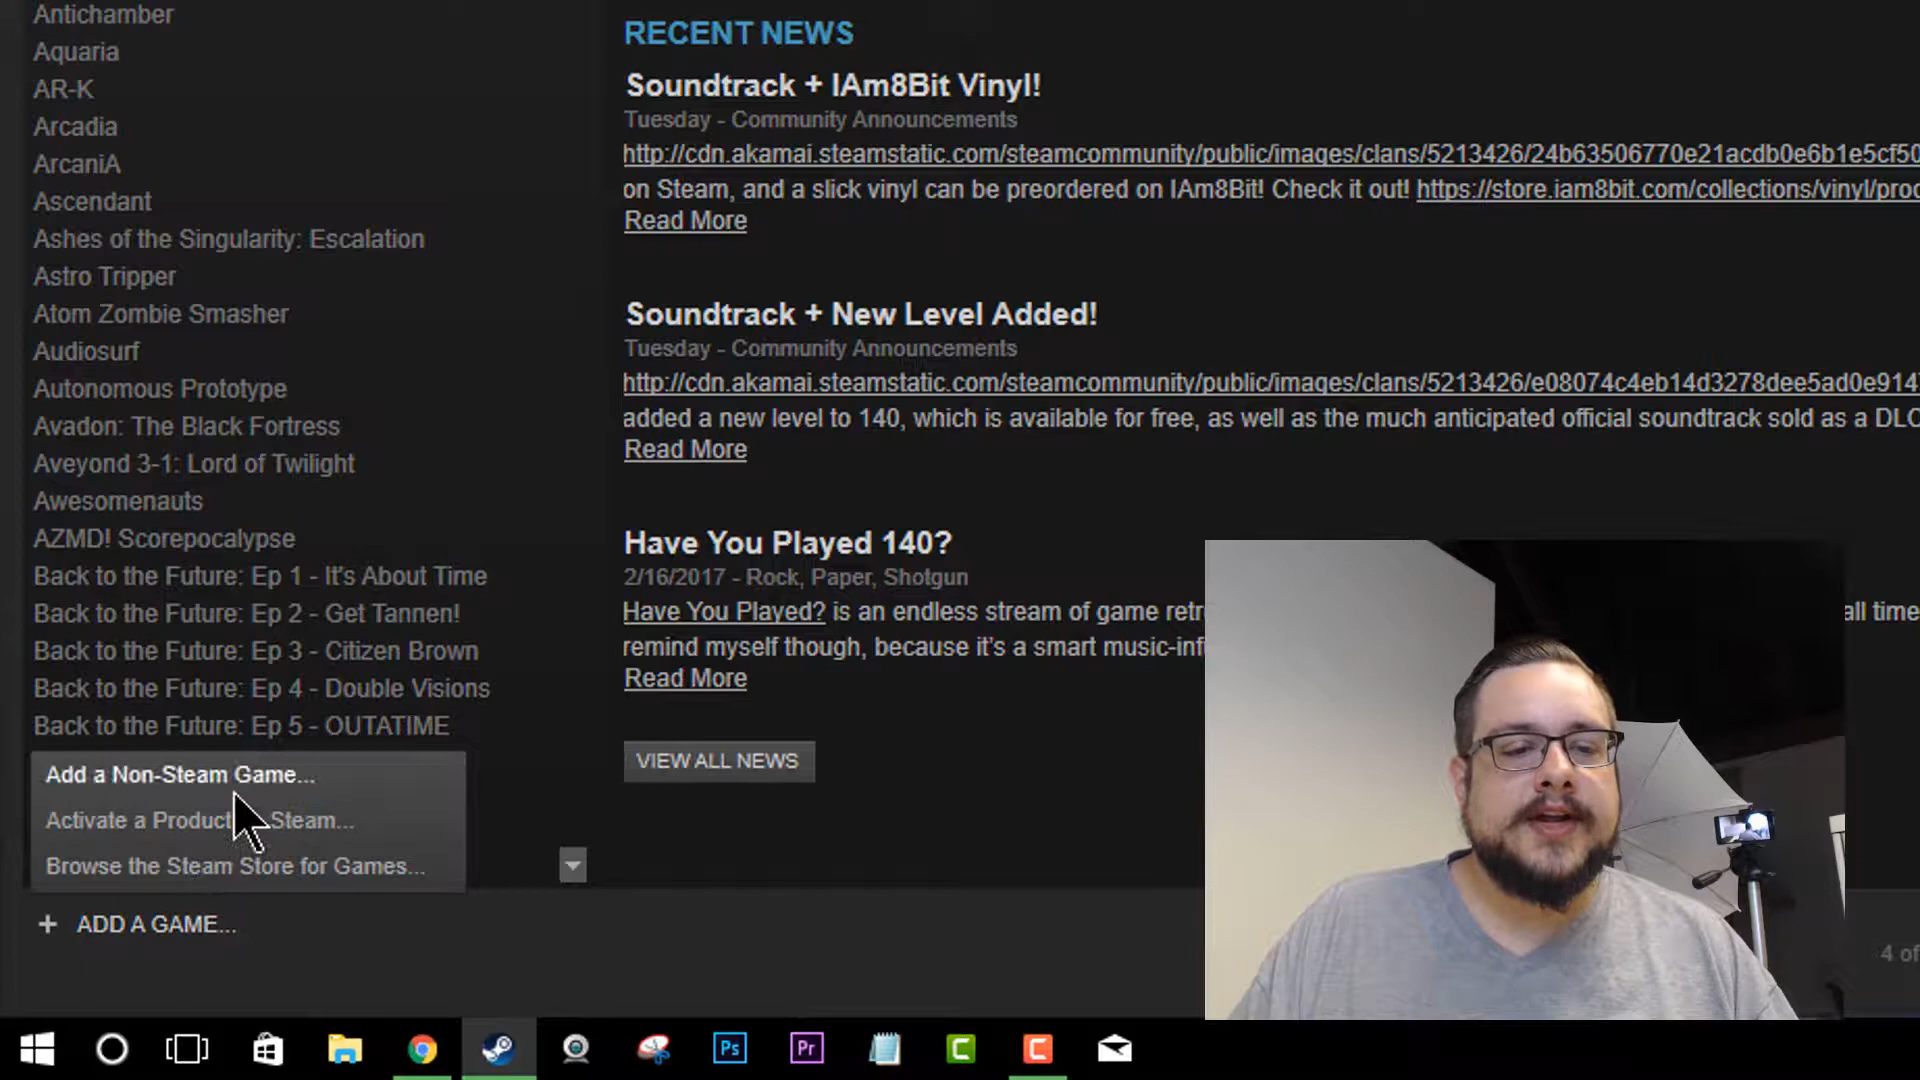 Antichamber
Aquaria
AR-K
Arcadia
ArcaniA
Ascendant
Ashes of the Singularity: Escalation
Astro Tripper
Atom Zombie Smasher
Audiosurf
Autonomous Prototype
Avadon: The Black Fortress
Aveyond 3-1: Lord of Twilight
Awesomenauts
AZMD! Scorepocalypse
Back to the Future: Ep 1 - It's About Time
Back to the Future: Ep 2 - Get Tannen!
Back to the Future: Ep 3 - Citizen Brown
Back to the Future: Ep 4 - Double Visions
Back to the Future: Ep 5 - OUTATIME
Add a Non-Steam Game...
Activate a Product Steam...
Browse the Steam Store for Games...
+ ADD A GAME...
RECENT NEWS
Soundtrack + IAm8Bit Vinyl!
Tuesday - Community Announcements
http://cdn.akamai.steamstatic.com/steamcommunity/public/images/clans/5213426/24b63506770e21acdb0e6b1e5cf50
on Steam, and a slick vinyl can be preordered on IAm8Bit! Check it out! https://store.iam8bit.com/collections/vinyl/proc
Read More
Soundtrack + New Level Added!
Tuesday - Community Announcements
http://cdn.akamai.steamstatic.com/steamcommunity/public/images/clans/5213426/e08074c4eb14d3278dee5ad0e914
added a new level to 140, which is available for free, as well as the much anticipated official soundtrack sold as a DLC
Read More
Have You Played 140?
2/16/2017 - Rock, Paper, Shotgun
Have You Played? is an endless stream of game retr all time
remind myself though, because it's a smart music-inf
Read More
VIEW ALL NEWS
4 of
Ps
Pr